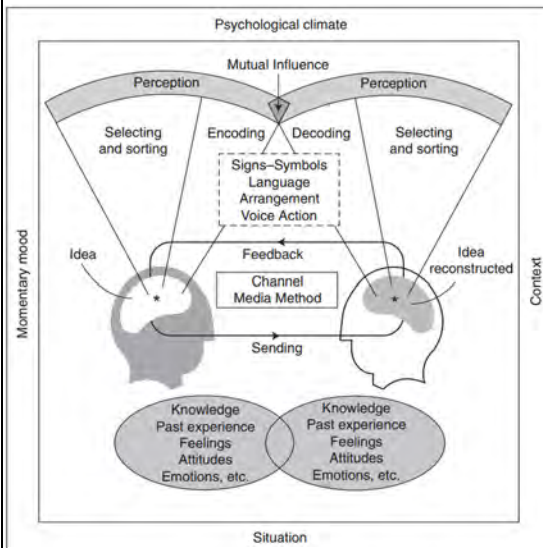 Psychological climate
Mutual Influence
Perception
Perception
Selecting
and sorting
Encoding
Decoding
Selecting
and sorting
Signs–Symbols
Language
Arrangement
Voice Action
Idea
Feedback
Idea
reconstructed
Channel
Media Method
Sending
Momentary mood
Context
Knowledge
Past experience
Feelings
Attitudes
Emotions, etc.
Knowledge
Past experience
Feelings
Attitudes
Emotions, etc.
Situation